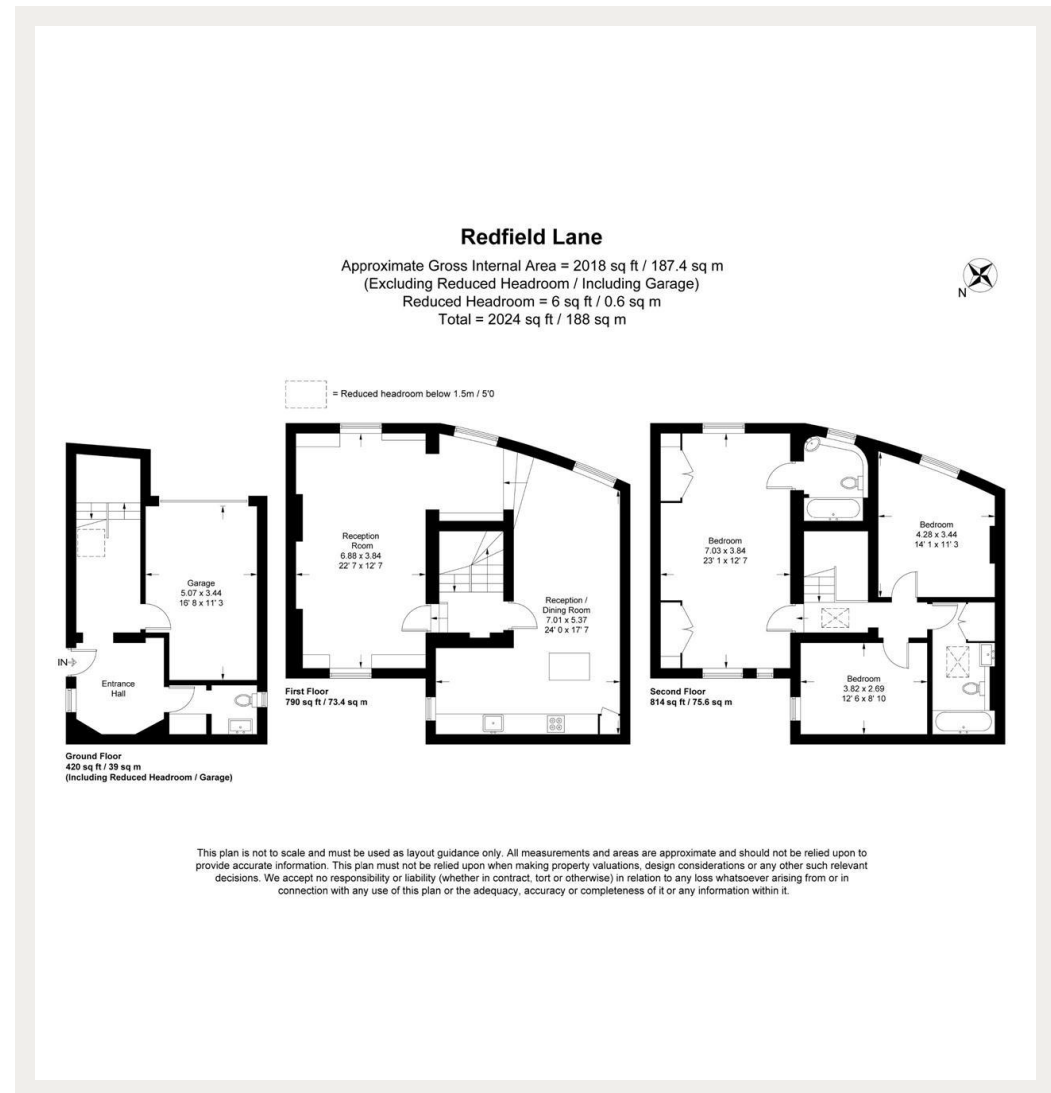 Redfield Lane
Approximate Gross Internal Area = 2018 sq ft / 187.4 sq m
(Excluding Reduced Headroom / Including Garage)
Reduced Headroom = 6 sq ft / 0.6 sq m
Total = 2024 sq ft / 188 sq m
N
= Reduced headroom below 1.5m / 5'0
Garage
5.07 x 3.44
16' 8 x 11' 3
IN
Entrance
Hall
Ground Floor
420 sq ft / 39 sq m
(Including Reduced Headroom / Garage)
Reception
Room
6.88 x 3.84
22' 7 x 12' 7
Reception /
Dining Room
7.01 x 5.37
24' 0 x 17' 7
First Floor
790 sq ft / 73.4 sq m
Bedroom
7.03 x 3.84
23' 1 x 12' 7
Bedroom
4.28 x 3.44
14' 1 x 11' 3
Bedroom
3.82 x 2.69
12' 6 x 8' 10
Second Floor
814 sq ft / 75.6 sq m
This plan is not to scale and must be used as layout guidance only. All measurements and areas are approximate and should not be relied upon to
provide accurate information. This plan must not be relied upon when making property valuations, design considerations or any other such relevant
decisions. We accept no responsibility or liability (whether in contract, tort or otherwise) in relation to any loss whatsoever arising from or in
connection with any use of this plan or the adequacy, accuracy or completeness of it or any information within it.